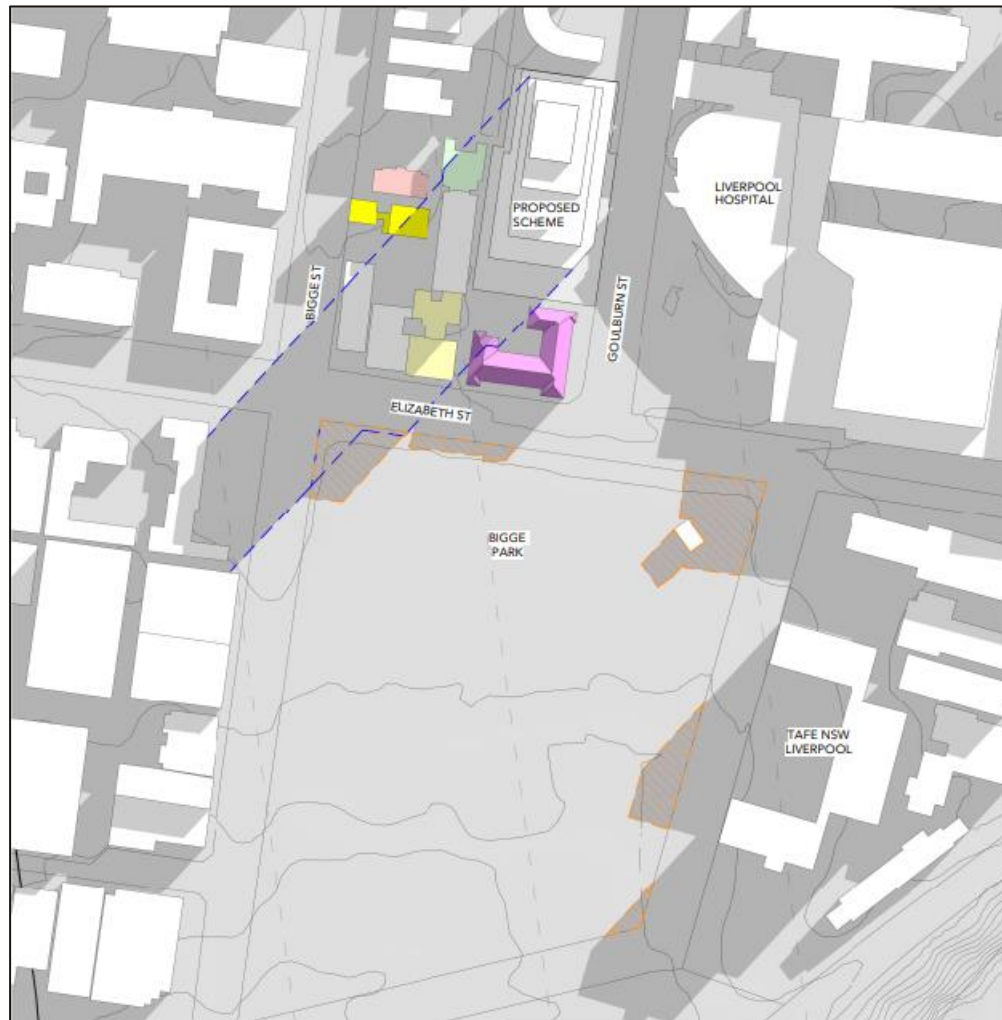 LIVERPOOL
HOSPITAL
PROPOSED
SCHEME
BIGGE ST
GOULBURN ST
ELIZABETH ST
BIGGE
PARK
TAFE NSW
LIVERPOOL